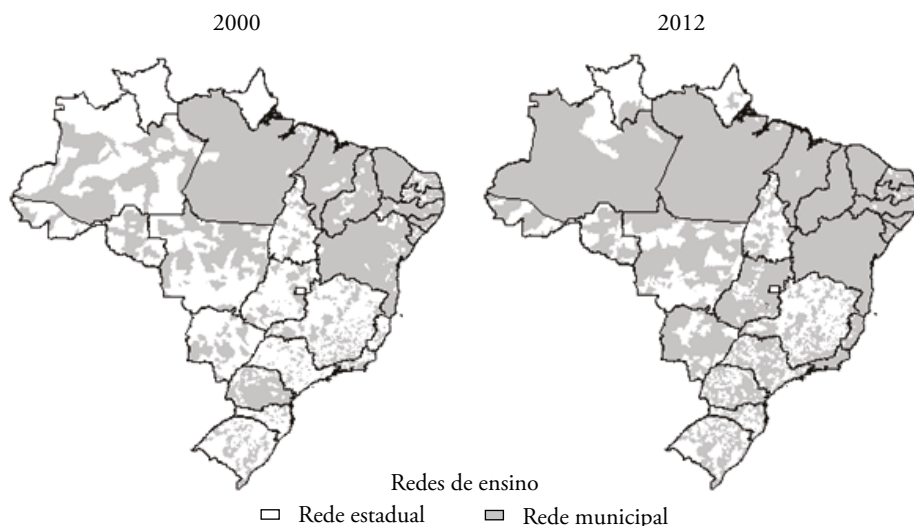 2000
2012
Redes de ensino
Rede estadual
Rede municipal